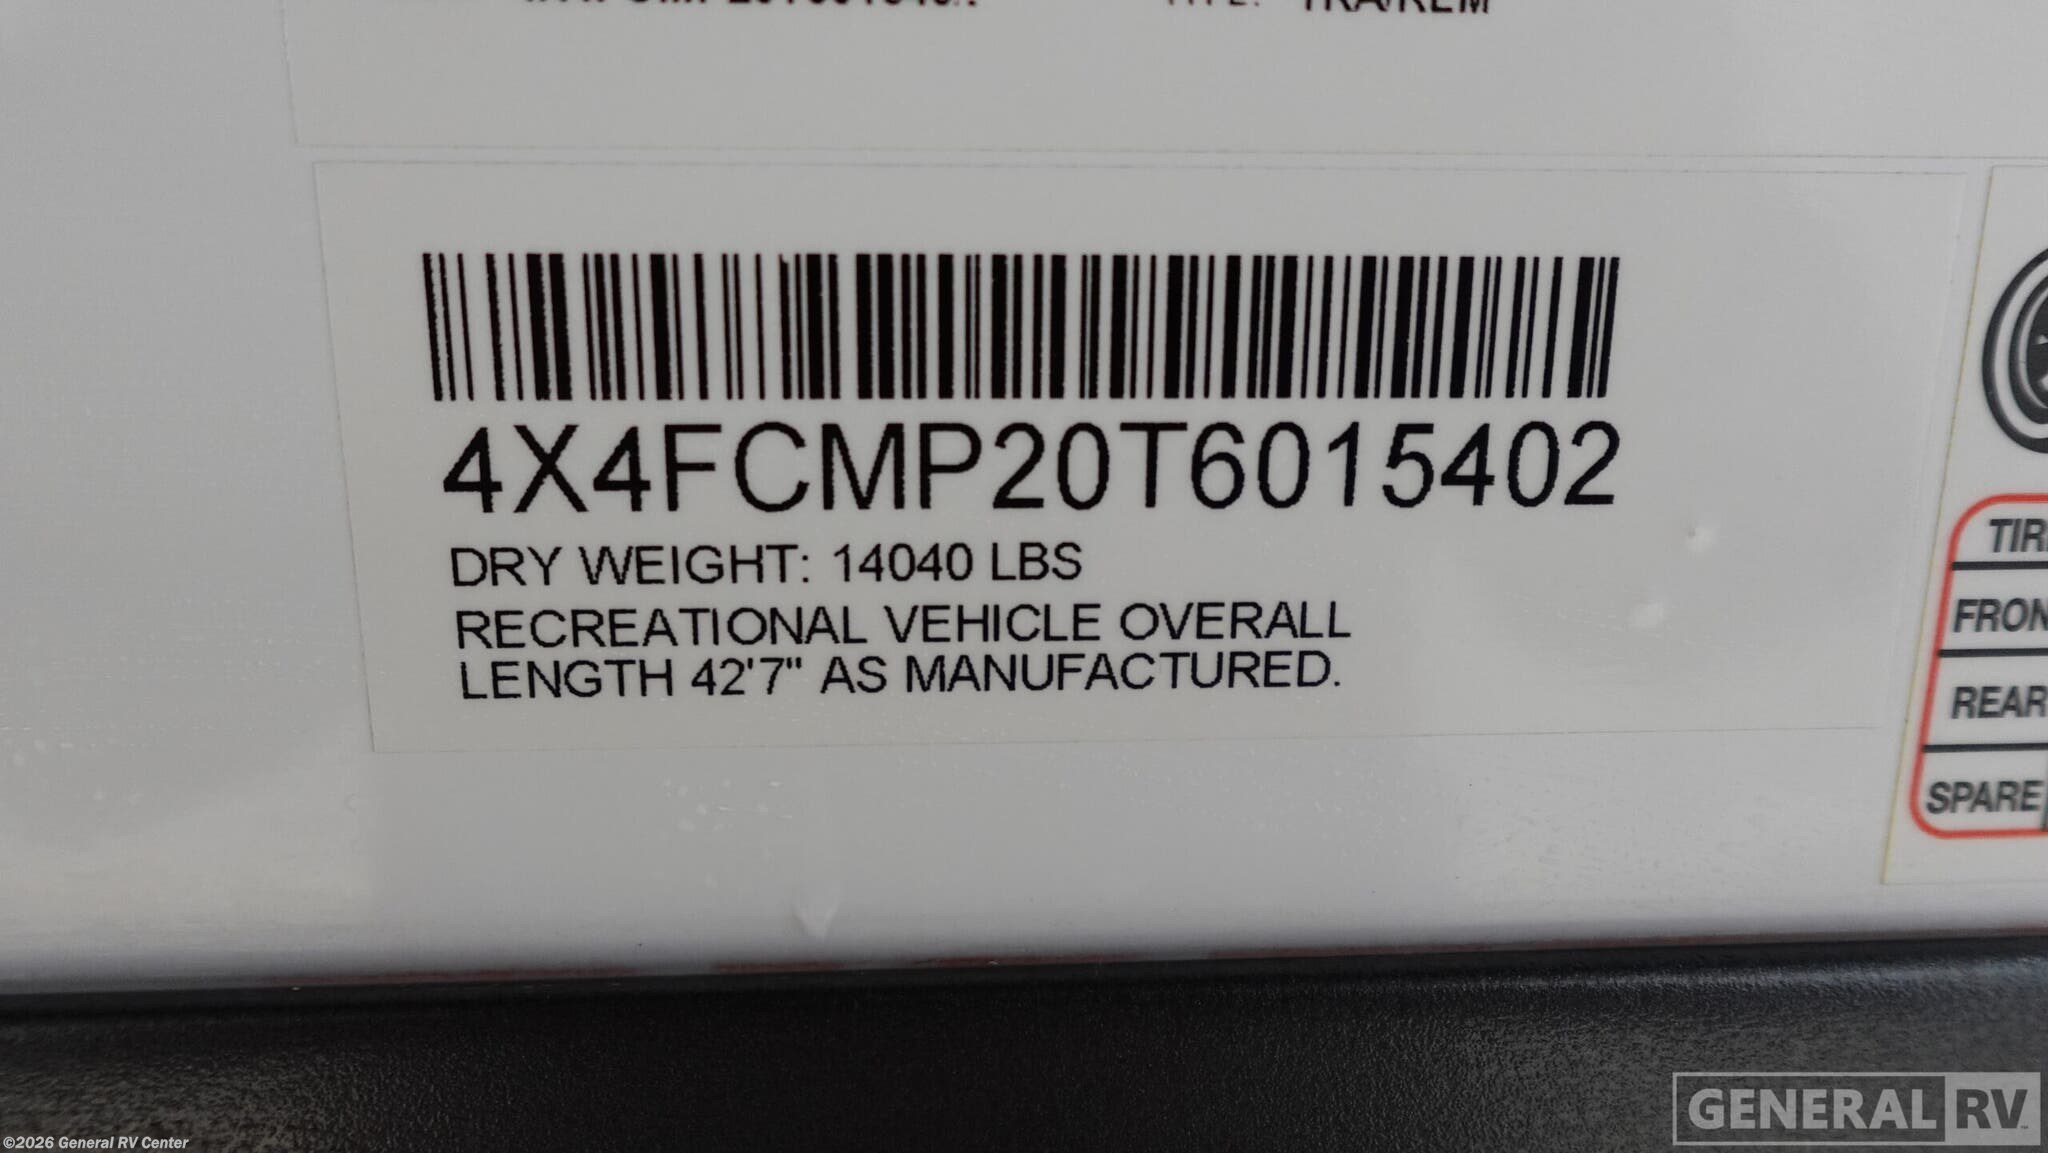 4X4FCMP20T6015402
DRY WEIGHT: 14040 LBS
RECREATIONAL VEHICLE OVERALL
LENGTH 42'7" AS MANUFACTURED.
FRON
REAR
SPARE
GENERAL RV
©2026 General RV Center